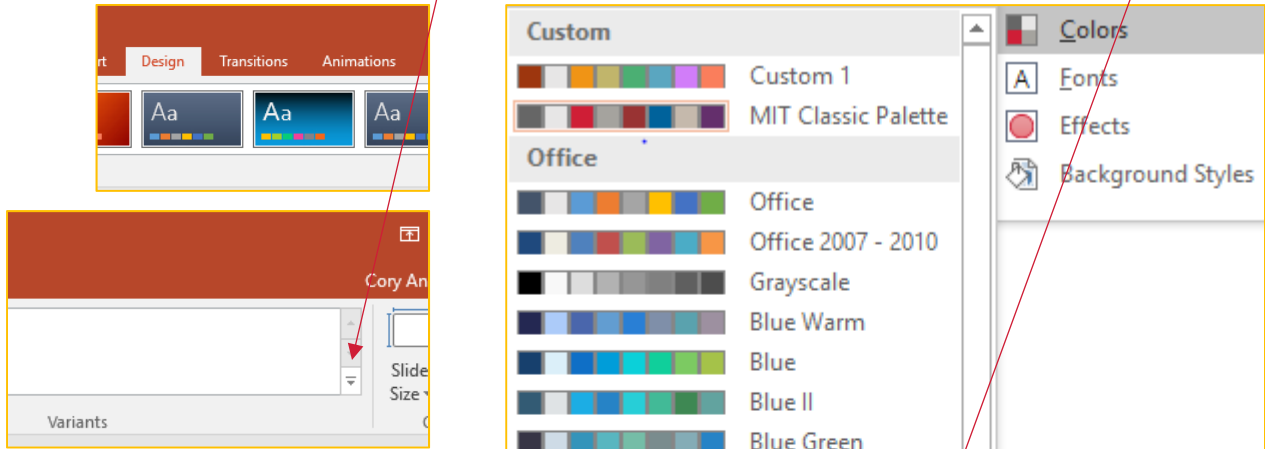 rt Design Transitions Animations
Aa Aa Aa
Cory An
Slide
Size
Variants
Custom
Custom 1
MIT Classic Palette
Office
Office
Office 2007 - 2010
Grayscale
Blue Warm
Blue
Blue II
Blue Green
Colors
A Fonts
Effects
Background Styles